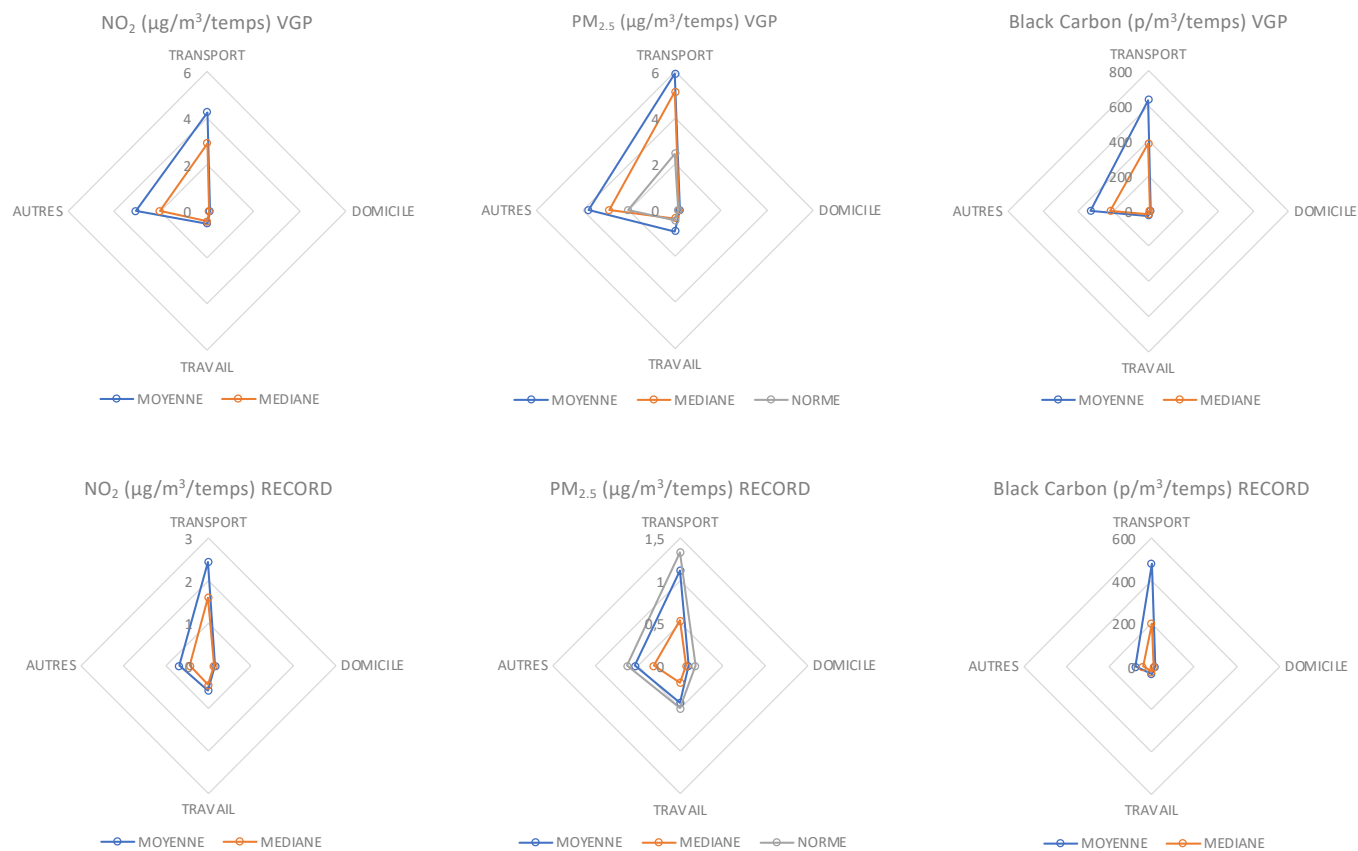 NO₂ (µg/m³/temps) VGP
TRANSPORT
6
4
2
0
AUTRES
DOMICILE
TRAVAIL
MOYENNE
MEDIANE
PM₂.₅ (µg/m³/temps) VGP
TRANSPORT
6
4
2
0
AUTRES
DOMICILE
TRAVAIL
MOYENNE
MEDIANE
NORME
Black Carbon (p/m³/temps) VGP
TRANSPORT
800
600
400
200
0
AUTRES
DOMICILE
TRAVAIL
MOYENNE
MEDIANE
NO₂ (µg/m³/temps) RECORD
TRANSPORT
3
2
1
0
AUTRES
DOMICILE
TRAVAIL
MOYENNE
MEDIANE
PM₂.₅ (µg/m³/temps) RECORD
TRANSPORT
1,5
1
0,5
0
AUTRES
DOMICILE
TRAVAIL
MOYENNE
MEDIANE
NORME
Black Carbon (p/m³/temps) RECORD
TRANSPORT
600
400
200
0
AUTRES
DOMICILE
TRAVAIL
MOYENNE
MEDIANE